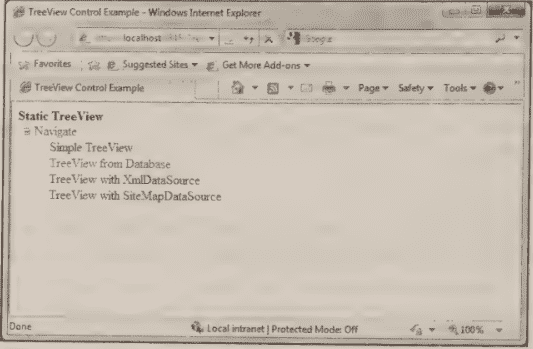 TreeView Control Example - Windows Internet Explorer
localhost
Favorites Suggested Sites Get More Add-ons
TreeView Control Example Page Safety Tools
Static TreeView
Navigate
Simple TreeView
TreeView from Database
TreeView with XmlDataSource
TreeView with SiteMapDataSource
Done Local intranet | Protected Mode: Off 100%